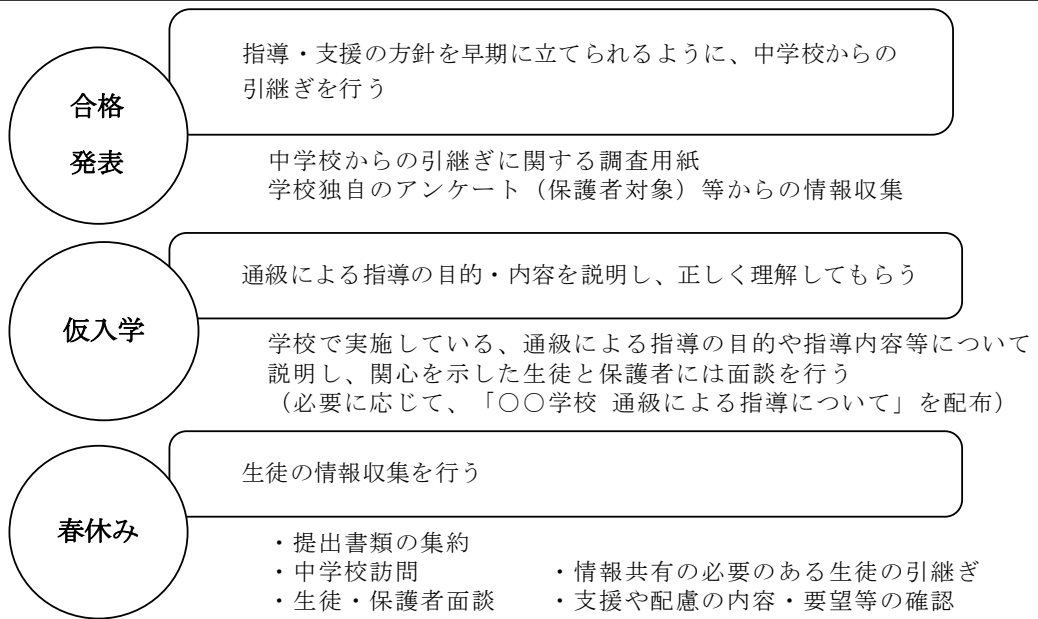 合格
発表
指導・支援の方針を早期に立てられるように、中学校からの
引継ぎを行う
中学校からの引継ぎに関する調査用紙
学校独自のアンケート（保護者対象）等からの情報収集
仮入学
通級による指導の目的・内容を説明し、正しく理解してもらう
学校で実施している、通級による指導の目的や指導内容等について
説明し、関心を示した生徒と保護者には面談を行う
（必要に応じて、「○○学校 通級による指導について」を配布）
春休み
生徒の情報収集を行う
・提出書類の集約
・中学校訪問　　　・情報共有の必要のある生徒の引継ぎ
・生徒・保護者面談　　・支援や配慮の内容・要望等の確認